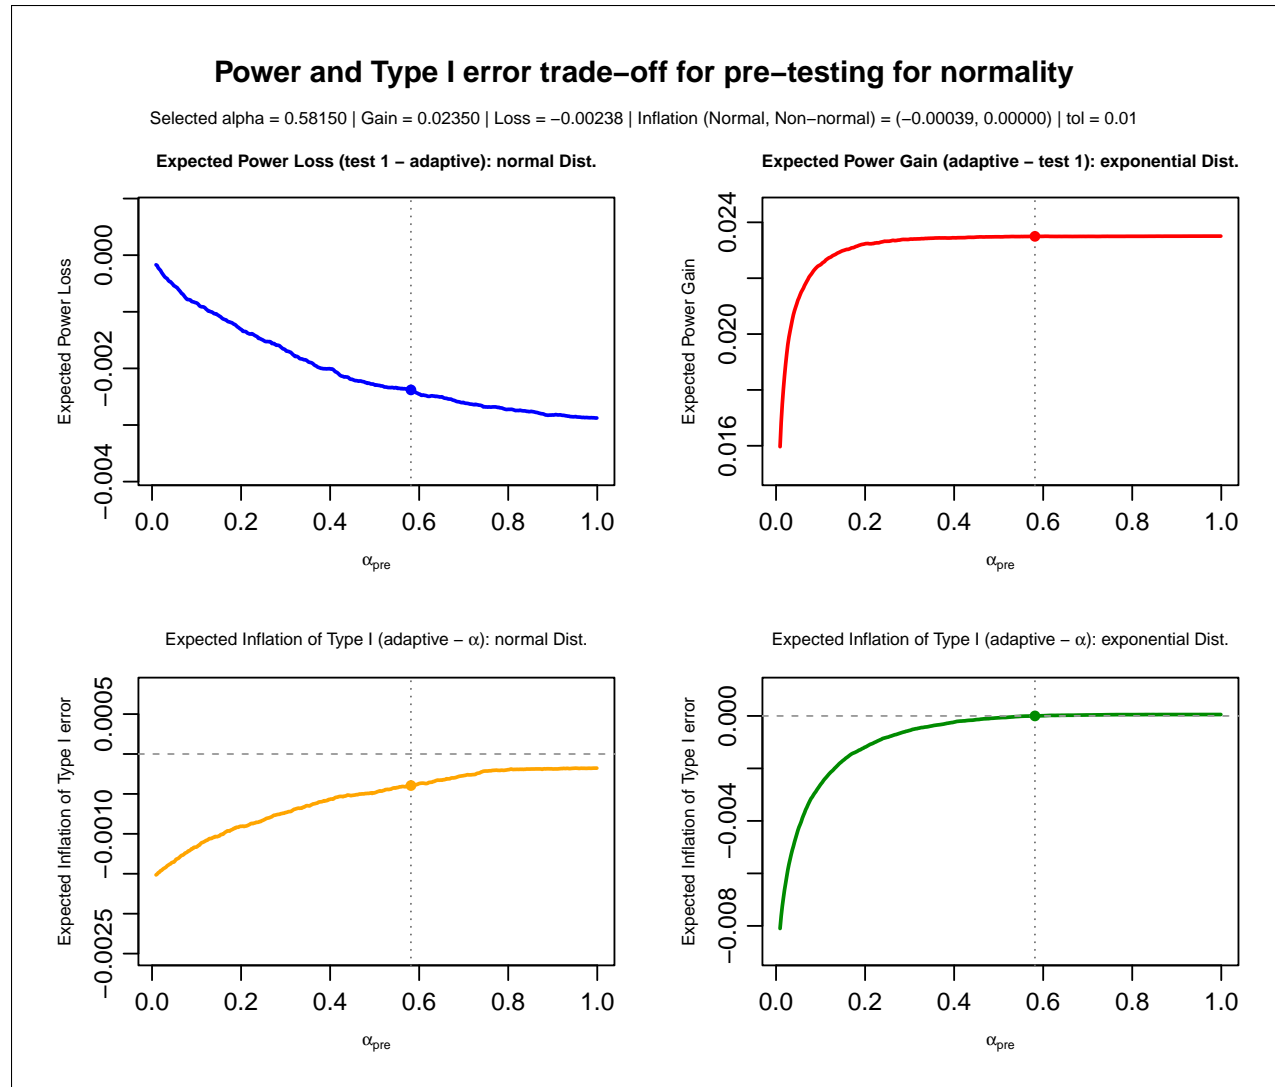 Power and Type I error trade−off for pre−testing for normality
Selected alpha = 0.58150 | Gain = 0.02350 | Loss = −0.00238 | Inflation (Normal, Non−normal) = (−0.00039, 0.00000) | tol = 0.01
Expected Power Loss (test 1 − adaptive): normal Dist.
Expected Power Loss
0.000
−0.002
−0.004
0.0 0.2 0.4 0.6 0.8 1.0
αpre
Expected Power Gain (adaptive − test 1): exponential Dist.
Expected Power Gain
0.024
0.020
0.016
0.0 0.2 0.4 0.6 0.8 1.0
αpre
Expected Inflation of Type I (adaptive − α): normal Dist.
Expected Inflation of Type I error
0.0005
−0.0010
−0.0025
0.0 0.2 0.4 0.6 0.8 1.0
αpre
Expected Inflation of Type I (adaptive − α): exponential Dist.
Expected Inflation of Type I error
0.000
−0.004
−0.008
0.0 0.2 0.4 0.6 0.8 1.0
αpre